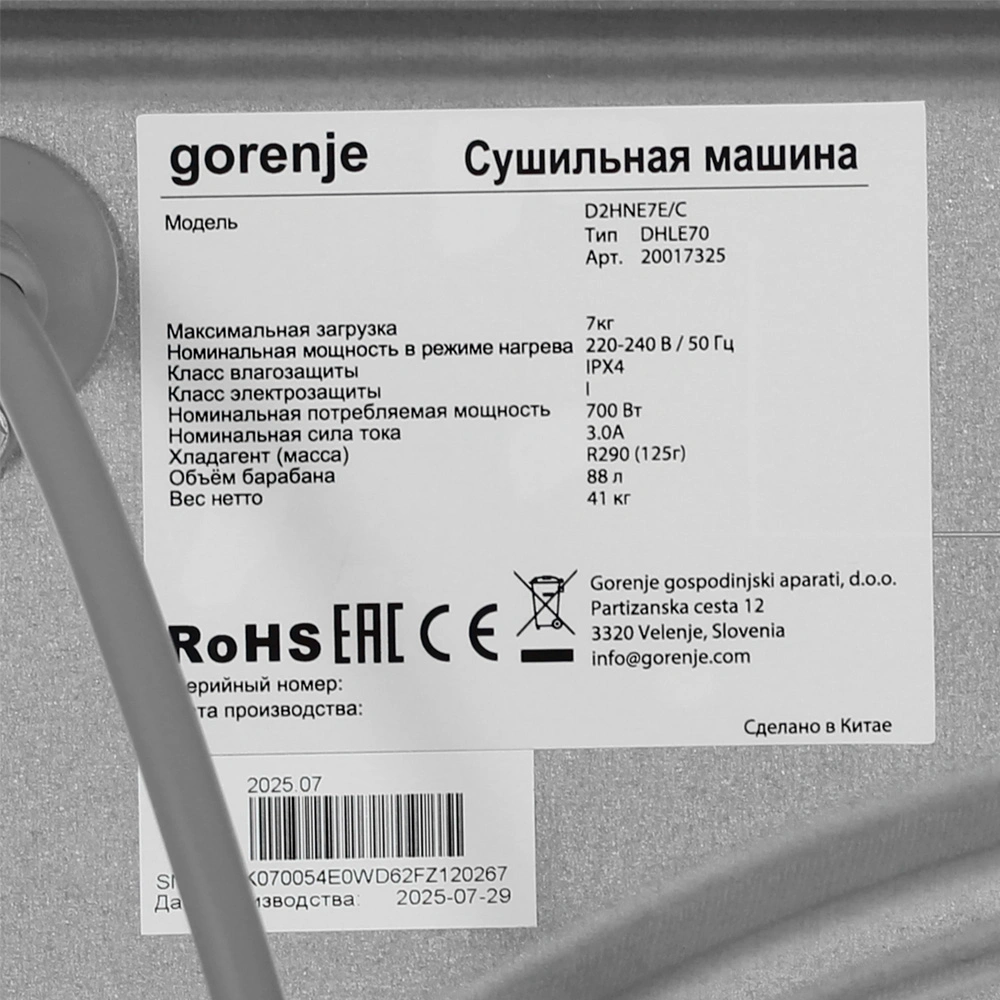 gorenje Сушильная машина
Модель D2HNE7E/C
Тип DHLE70
Арт. 20017325
Максимальная загрузка 7кг
Номинальная мощность в режиме нагрева 220-240 В / 50 Гц
Класс влагозащиты IPX4
Класс электрозащиты I
Номинальная потребляемая мощность 700 Вт
Номинальная сила тока 3.0A
Хладагент (масса) R290 (125г)
Объём барабана 88 л
Вес нетто 41 кг
RoHS EAC CE
Gorenje gospodinjski aparati, d.o.o.
Partizanska cesta 12
3320 Velenje, Slovenia
info@gorenje.com
ерийный номер:
та производства:
Сделано в Китае
2025.07
K070054E0WD62FZ120267
изводства: 2025-07-29